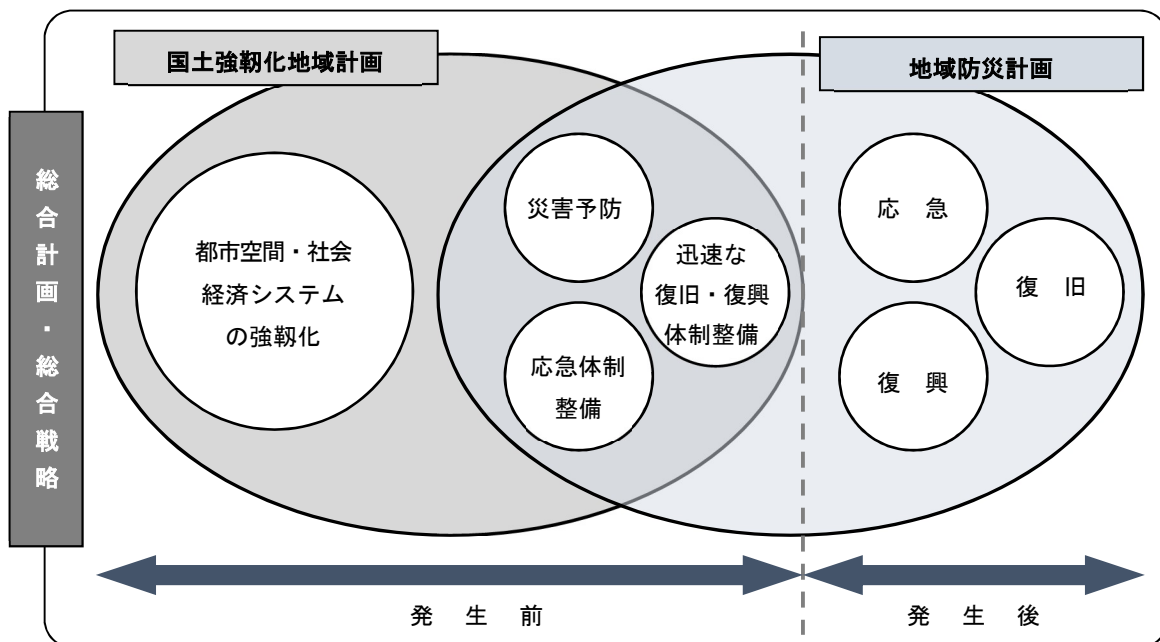 国土強靱化地域計画
地域防災計画
総合計画・総合戦略
都市空間・社会
経済システム
の強靱化
災害予防
迅速な
復旧・復興
体制整備
応急体制
整備
応　急
復　旧
復　興
発　生　前
発　生　後